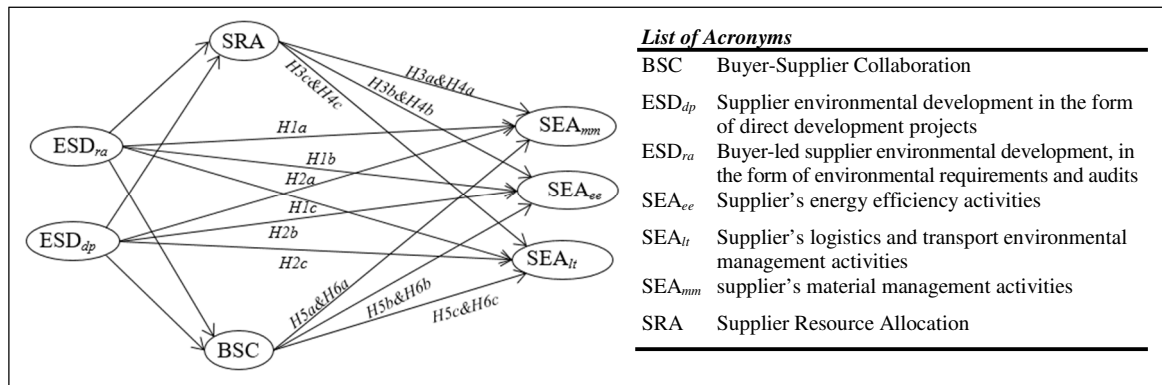 SRA
H3a&H4a
H3b&H4b
H3c&H4c
ESDra
H1a
SEAmm
H1b
H2a
SEAee
H1c
ESDdp
H2b
H2c
SEAlt
H5a&H6a
H5b&H6b
H5c&H6c
BSC
List of Acronyms
BSC Buyer-Supplier Collaboration
ESDdp Supplier environmental development in the form
of direct development projects
ESDra Buyer-led supplier environmental development, in
the form of environmental requirements and audits
SEAee Supplier’s energy efficiency activities
SEAlt Supplier’s logistics and transport environmental
management activities
SEAmm supplier’s material management activities
SRA Supplier Resource Allocation